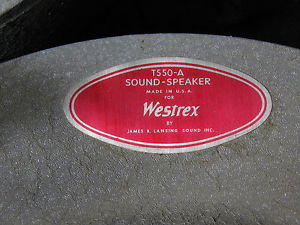 T550-A
SOUND-SPEAKER
MADE IN U.S.A.
FOR
Westrex
BY
JAMES B. LANSING SOUND INC.